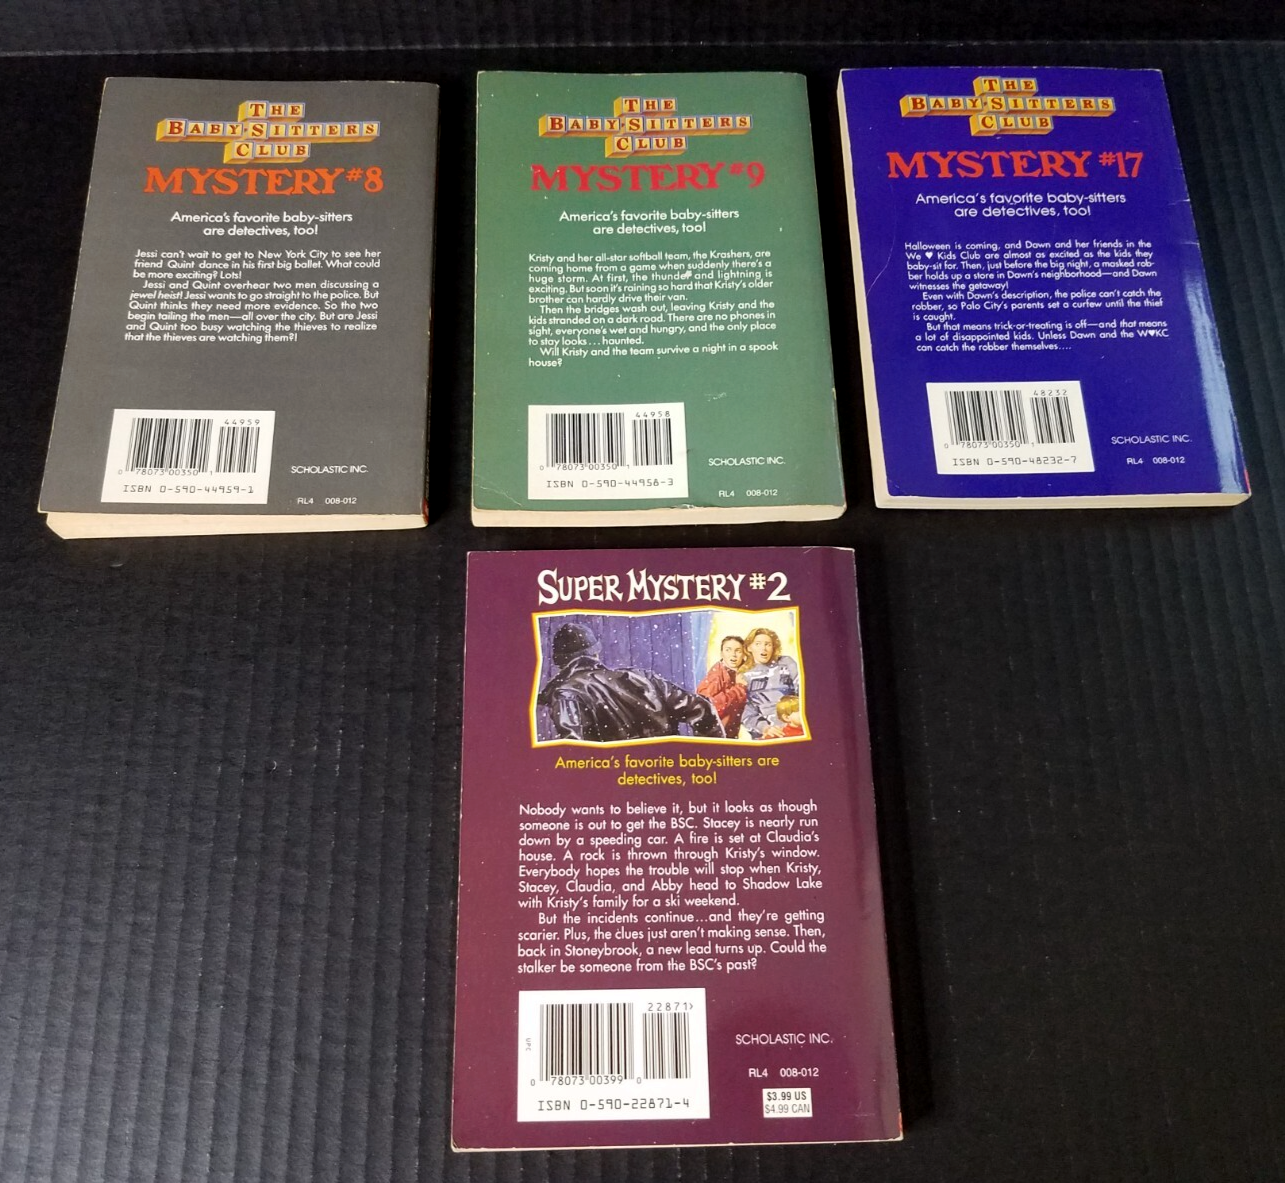 THE
BABY-SITTERS
CLUB
MYSTERY #8
America's favorite baby-sitters
are detectives, too!
Jessi can't wait to get to New York City to see her
friend Quint dance in his first big ballet. What could
be more exciting? Lots!
Jessi and Quint overhear two men discussing a
jewel heist! Jessi wants to go straight to the police. But
Quint thinks they need more evidence. So the two
begin tailing the men—all over the city. But are Jessi
and Quint too busy watching the thieves to realize
that the thieves are watching them?!
44959
0 78073 00350 1
ISBN 0-590-44959-1
SCHOLASTIC INC.
RL4 008-012
THE
BABY-SITTERS
CLUB
MYSTERY #9
America's favorite baby-sitters
are detectives, too!
Kristy and her all-star softball team, the Krashers, are
coming home from a game when suddenly there's a
huge storm. At first, the thunder and lightning is
exciting. But soon it's raining so hard that Kristy's older
brother can hardly drive their van.
Then the bridges wash out, leaving Kristy and the
kids stranded on a dark road. There are no phones in
sight, everyone's wet and hungry, and the only place
to stay looks...haunted.
Will Kristy and the team survive a night in a spook
house?
44958
0 78073 00350 1
ISBN 0-590-44958-3
SCHOLASTIC INC.
RL4 008-012
THE
BABY-SITTERS
CLUB
MYSTERY #17
America's favorite baby-sitters
are detectives, too!
Halloween is coming, and Dawn and her friends in the
We ♥ Kids Club are almost as excited as the kids they
baby-sit for. Then, just before the big night, a masked rob-
ber holds up a store in Dawn's neighborhood—and Dawn
witnesses the getaway!
Even with Dawn's description, the police can't catch the
robber, so Palo City's parents set a curfew until the thief
is caught.
But that means trick-or-treating is off—and that means
a lot of disappointed kids. Unless Dawn and the W♥KC
can catch the robber themselves....
48232
0 78073 00350 1
ISBN 0-590-48232-7
SCHOLASTIC INC.
RL4 008-012
SUPER MYSTERY #2
America's favorite baby-sitters are
detectives, too!
Nobody wants to believe it, but it looks as though
someone is out to get the BSC. Stacey is nearly run
down by a speeding car. A fire is set at Claudia's
house. A rock is thrown through Kristy's window.
Everybody hopes the trouble will stop when Kristy,
Stacey, Claudia, and Abby head to Shadow Lake
with Kristy's family for a ski weekend.
But the incidents continue...and they're getting
scarier. Plus, the clues just aren't making sense. Then,
back in Stoneybrook, a new lead turns up. Could the
stalker be someone from the BSC's past?
22871>
UPC
0 78073 00399 0
ISBN 0-590-22871-4
SCHOLASTIC INC.
RL4 008-012
$3.99 US
$4.99 CAN